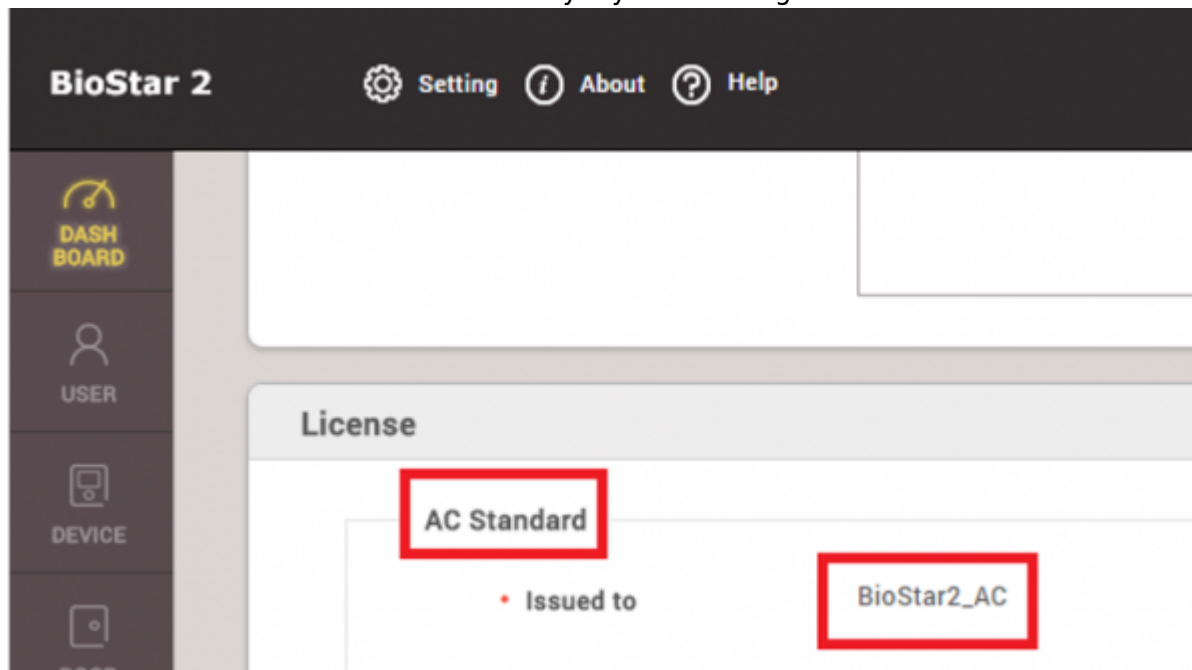 BioStar 2 Setting About Help
DASH
BOARD
USER
License
AC Standard
DEVICE
Issued to BioStar2_AC